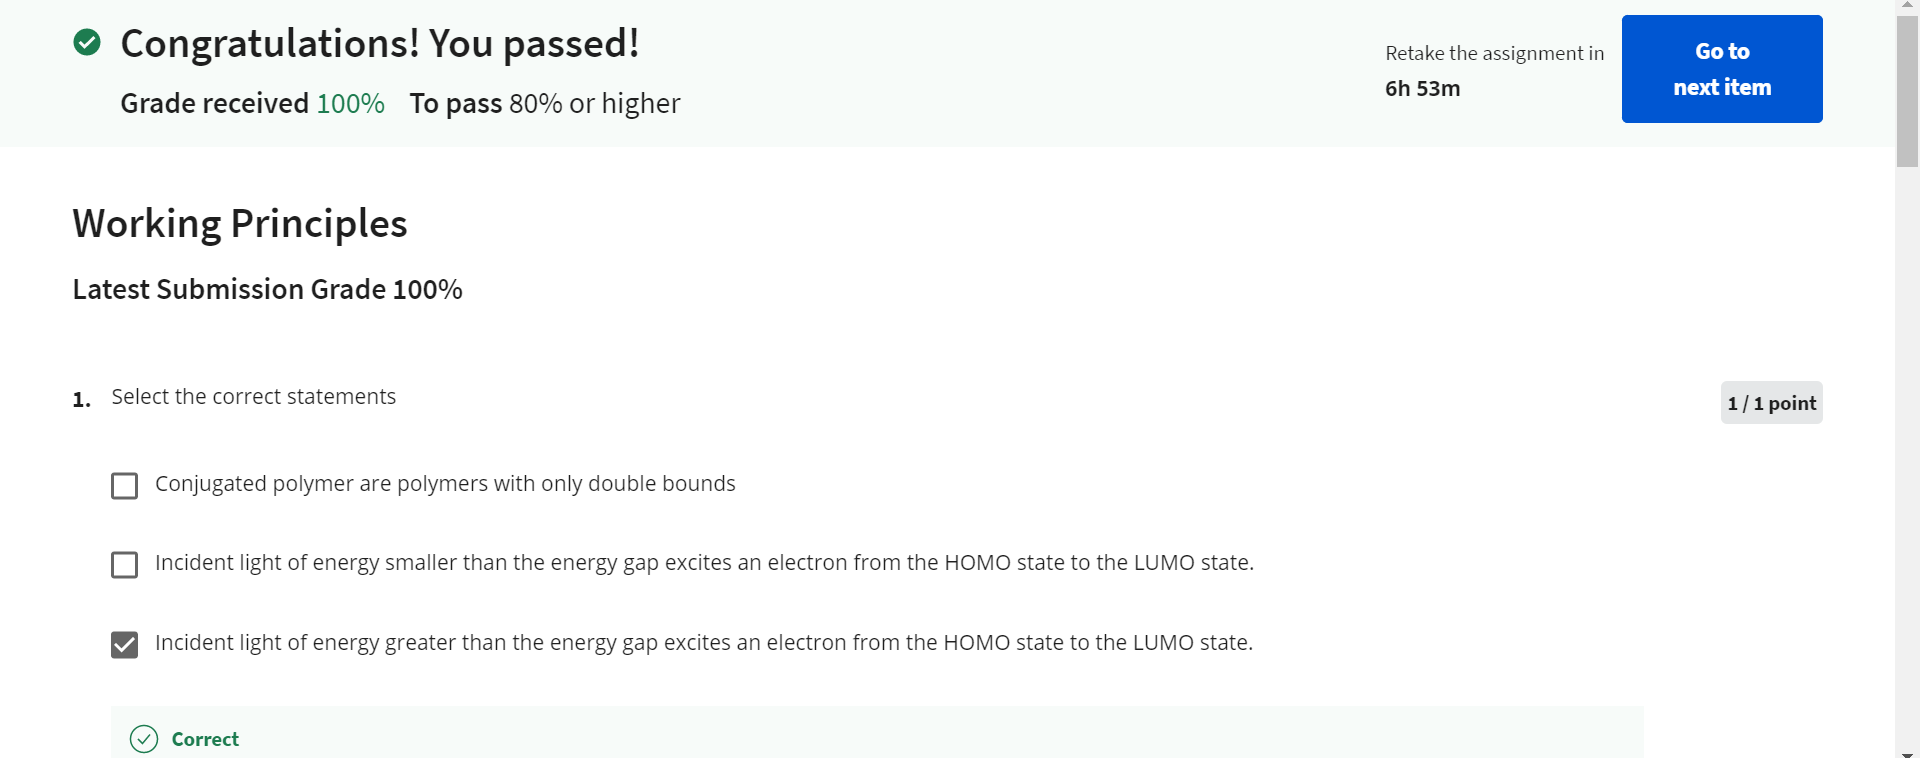 Congratulations! You passed!
Grade received 100% To pass 80% or higher
Retake the assignment in
6h 53m
Go to
next item
Working Principles
Latest Submission Grade 100%
1. Select the correct statements
1 / 1 point
Conjugated polymer are polymers with only double bounds
Incident light of energy smaller than the energy gap excites an electron from the HOMO state to the LUMO state.
Incident light of energy greater than the energy gap excites an electron from the HOMO state to the LUMO state.
Correct